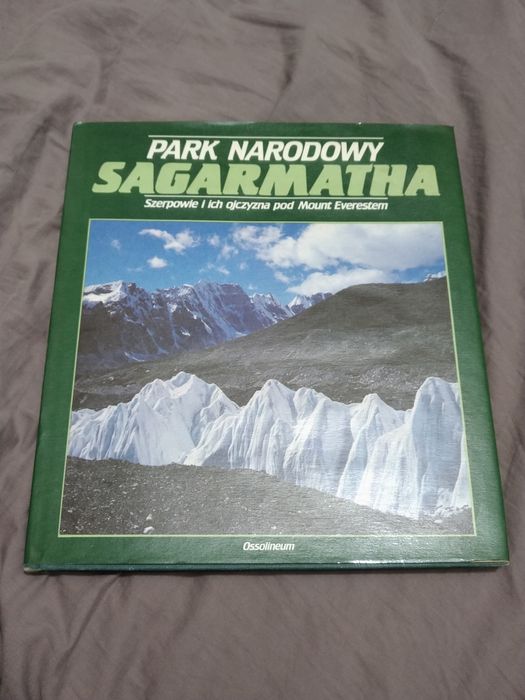 PARK NARODOWY
SAGARMATHA
Szerpowie i ich ojczyzna pod Mount Everestem
Ossolineum